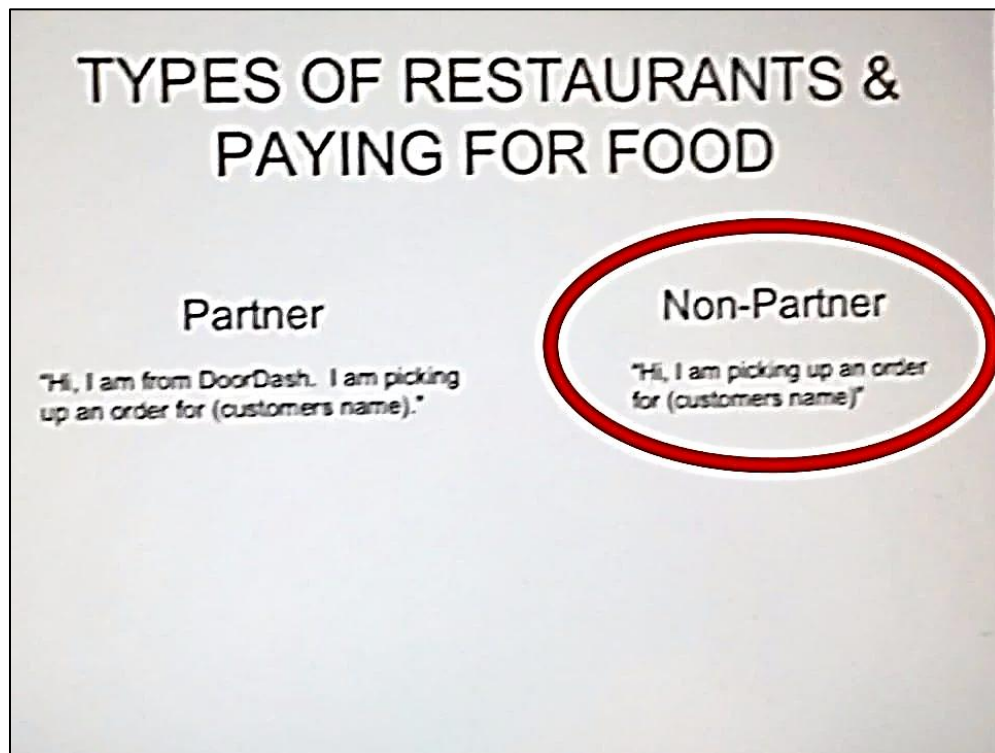 TYPES OF RESTAURANTS &
PAYING FOR FOOD
Partner
"Hi, I am from DoorDash. I am picking
up an order for (customers name)."
Non-Partner
"Hi, I am picking up an order
for (customers name)"